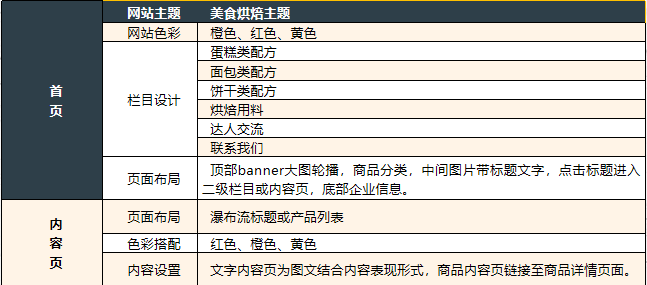 网站主题 美食烘焙主题
首页
网站色彩 橙色、红色、黄色
栏目设计
蛋糕类配方
面包类配方
饼干类配方
烘焙用料
达人交流
联系我们
页面布局 顶部banner大图轮播，商品分类，中间图片带标题文字，点击标题进入
二级栏目或内容页，底部企业信息。
内容页
页面布局 瀑布流标题或产品列表
色彩搭配 红色、橙色、黄色
内容设置 文字内容页为图文结合内容表现形式，商品内容页链接至商品详情页面。